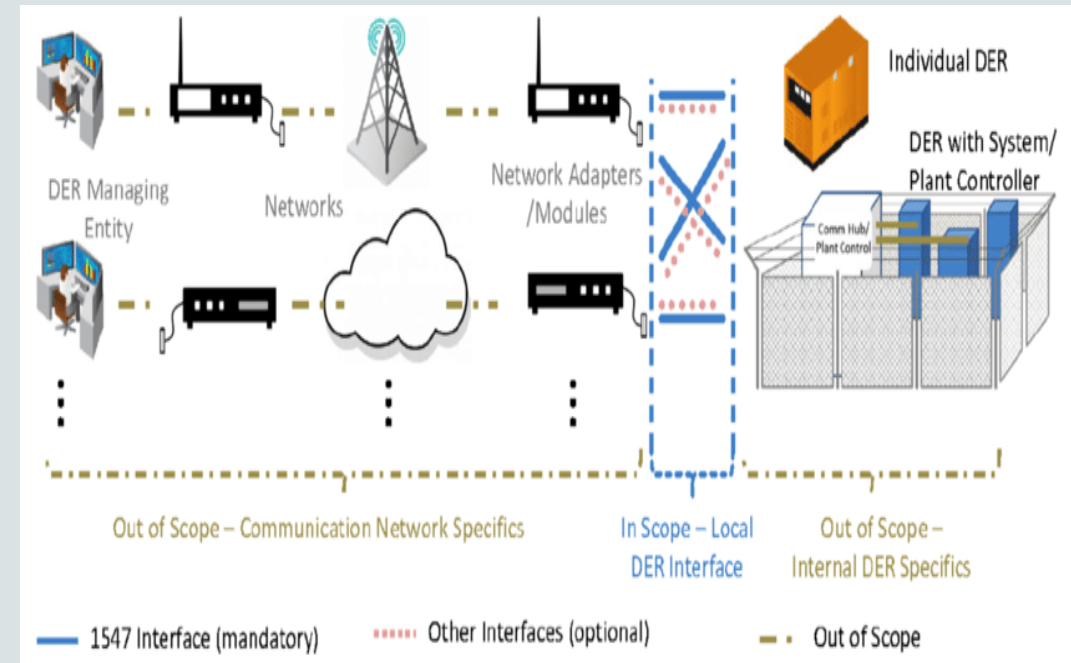 Individual DER
DER with System/
Plant Controller
DER Managing
Entity
Networks
Network Adapters
/Modules
Comm Hub/
Plant Control
Out of Scope – Communication Network Specifics
In Scope – Local
DER Interface
Out of Scope –
Internal DER Specifics
1547 Interface (mandatory)
Other Interfaces (optional)
Out of Scope